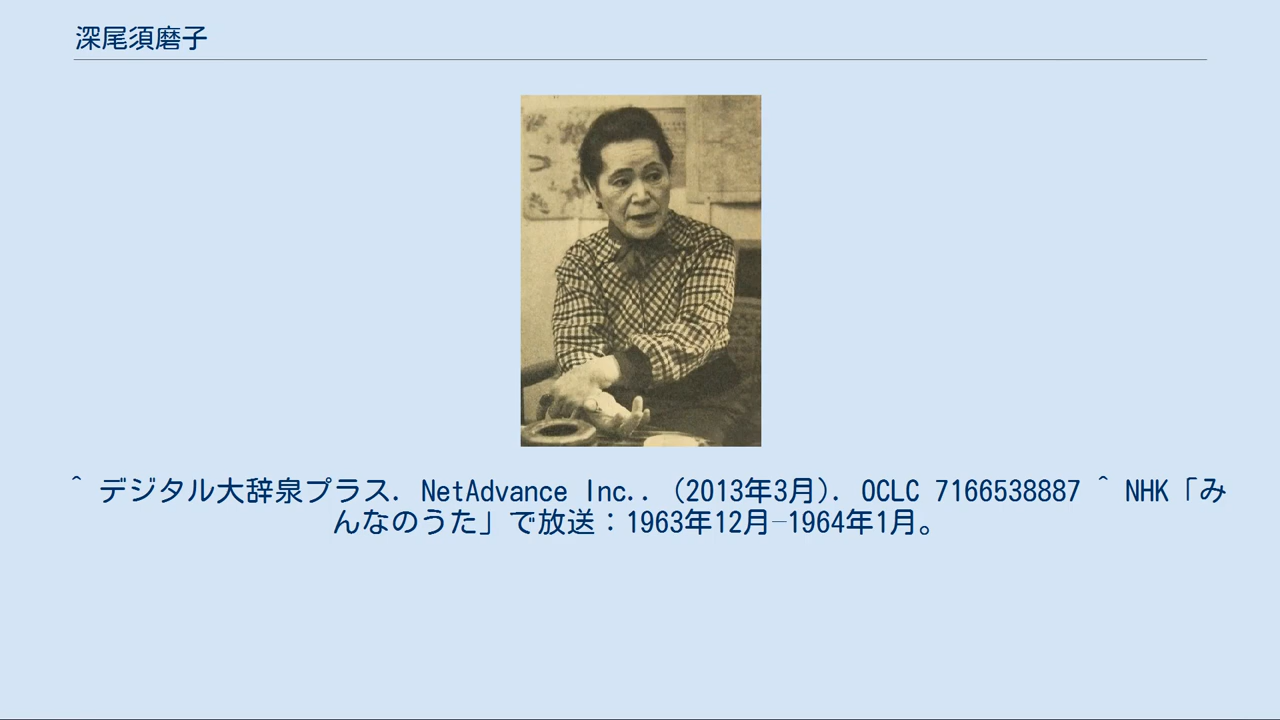 深尾須磨子
^ デジタル大辞泉プラス. NetAdvance Inc.. (2013年3月). OCLC 7166538887 ^ NHK「み
んなのうた」で放送：1963年12月–1964年1月。